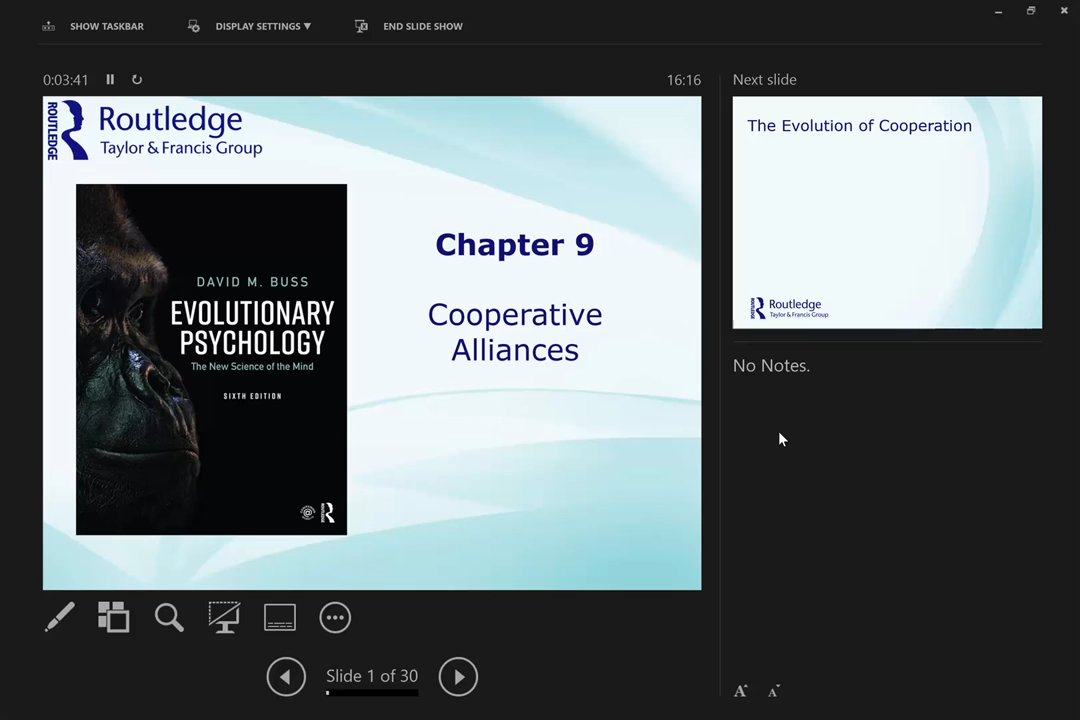 SHOW TASKBAR
DISPLAY SETTINGS ▼
END SLIDE SHOW
0:03:41
16:16
Next slide
ROUTLEDGE
Routledge
Taylor & Francis Group
DAVID M. BUSS
EVOLUTIONARY
PSYCHOLOGY
The New Science of the Mind
SIXTH EDITION
Chapter 9
Cooperative
Alliances
The Evolution of Cooperation
ROUTLEDGE
Routledge
Taylor & Francis Group
No Notes.
Slide 1 of 30
A
A